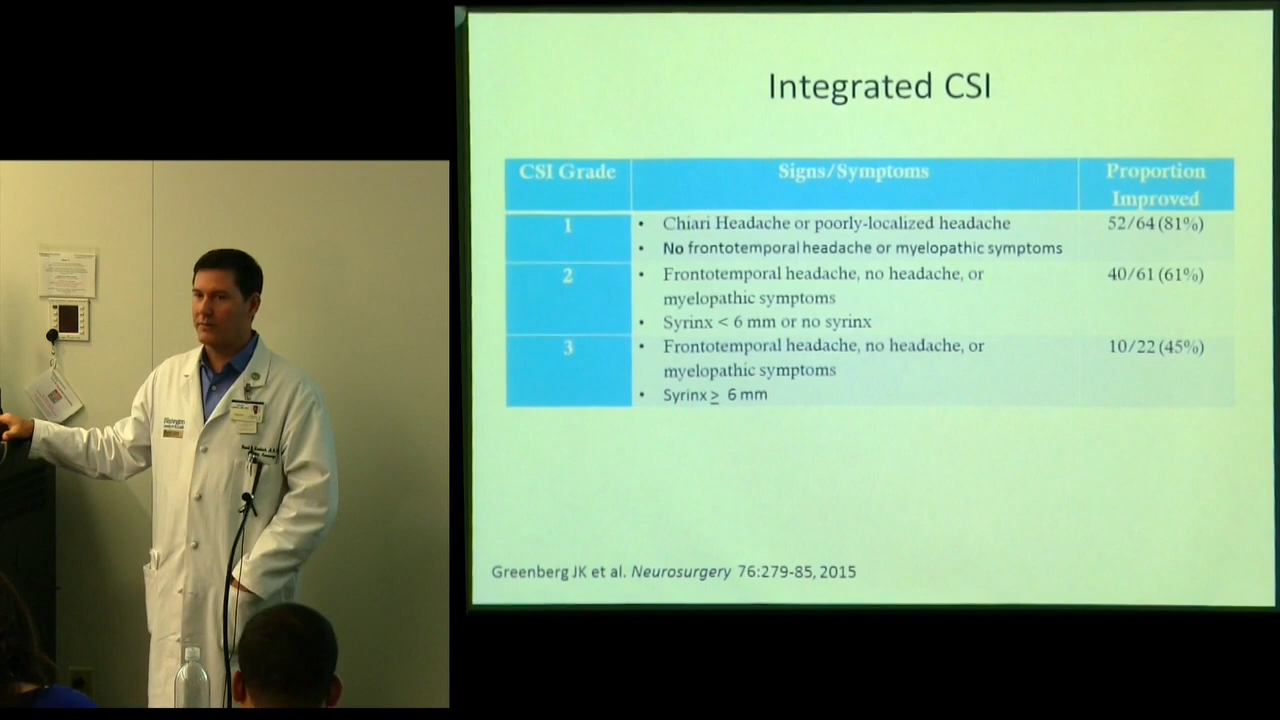 Integrated CSI
CSI Grade
Signs/Symptoms
Proportion
Improved
1
• Chiari Headache or poorly-localized headache
• No frontotemporal headache or myelopathic symptoms
52/64 (81%)
2
• Frontotemporal headache, no headache, or
myelopathic symptoms
• Syrinx < 6 mm or no syrinx
40/61 (61%)
3
• Frontotemporal headache, no headache, or
myelopathic symptoms
• Syrinx ≥ 6 mm
10/22 (45%)
Greenberg JK et al. Neurosurgery 76:279-85, 2015